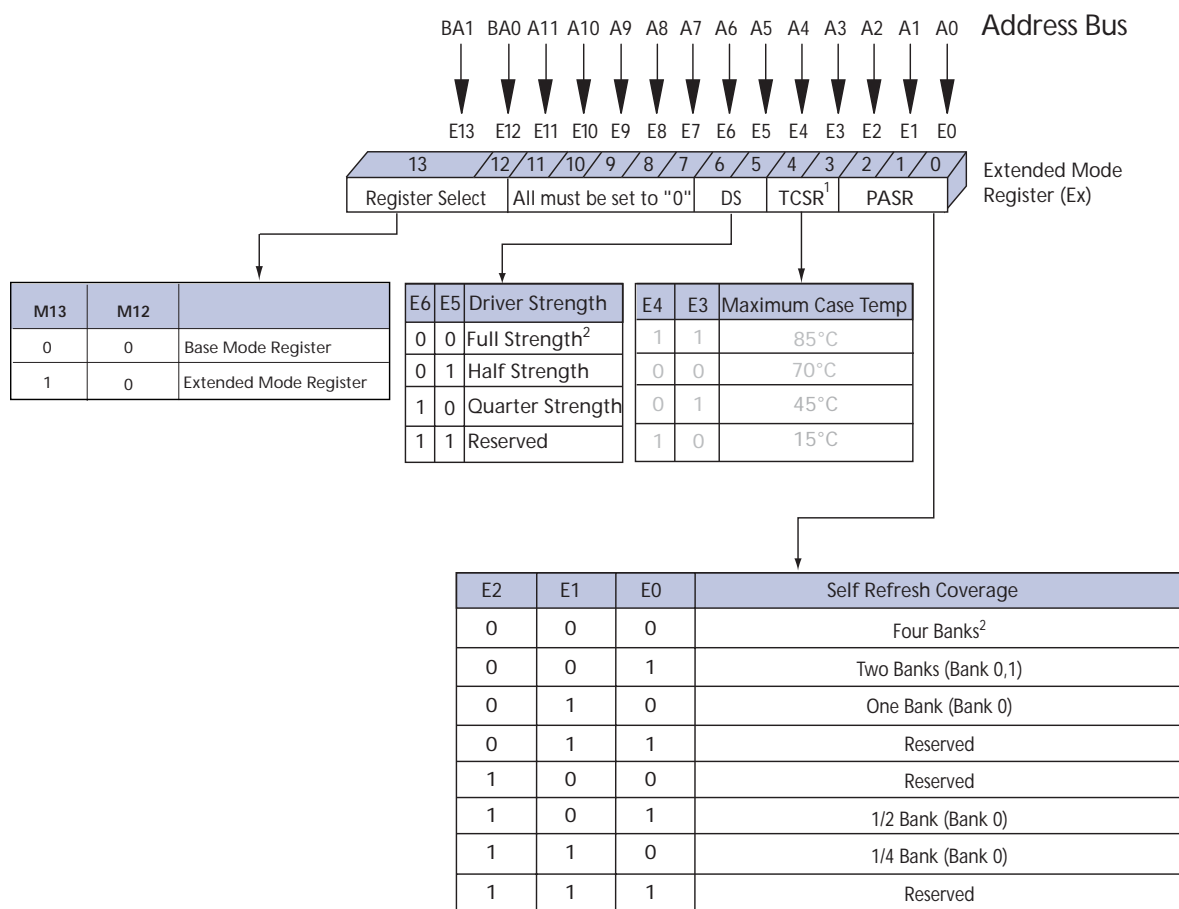 BA1 BA0 A11 A10 A9 A8 A7 A6 A5 A4 A3 A2 A1 A0 Address Bus
E13 E12 E11 E10 E9 E8 E7 E6 E5 E4 E3 E2 E1 E0
13 12 11 10 9 8 7 6 5 4 3 2 1 0
Extended Mode
Register (Ex)
Register Select All must be set to "0" DS TCSR1 PASR
M13 M12
0 0 Base Mode Register
1 0 Extended Mode Register
E6 E5 Driver Strength
0 0 Full Strength2
0 1 Half Strength
1 0 Quarter Strength
1 1 Reserved
E4 E3 Maximum Case Temp
1 1 85°C
0 0 70°C
0 1 45°C
1 0 15°C
E2 E1 E0 Self Refresh Coverage
0 0 0 Four Banks2
0 0 1 Two Banks (Bank 0,1)
0 1 0 One Bank (Bank 0)
0 1 1 Reserved
1 0 0 Reserved
1 0 1 1/2 Bank (Bank 0)
1 1 0 1/4 Bank (Bank 0)
1 1 1 Reserved